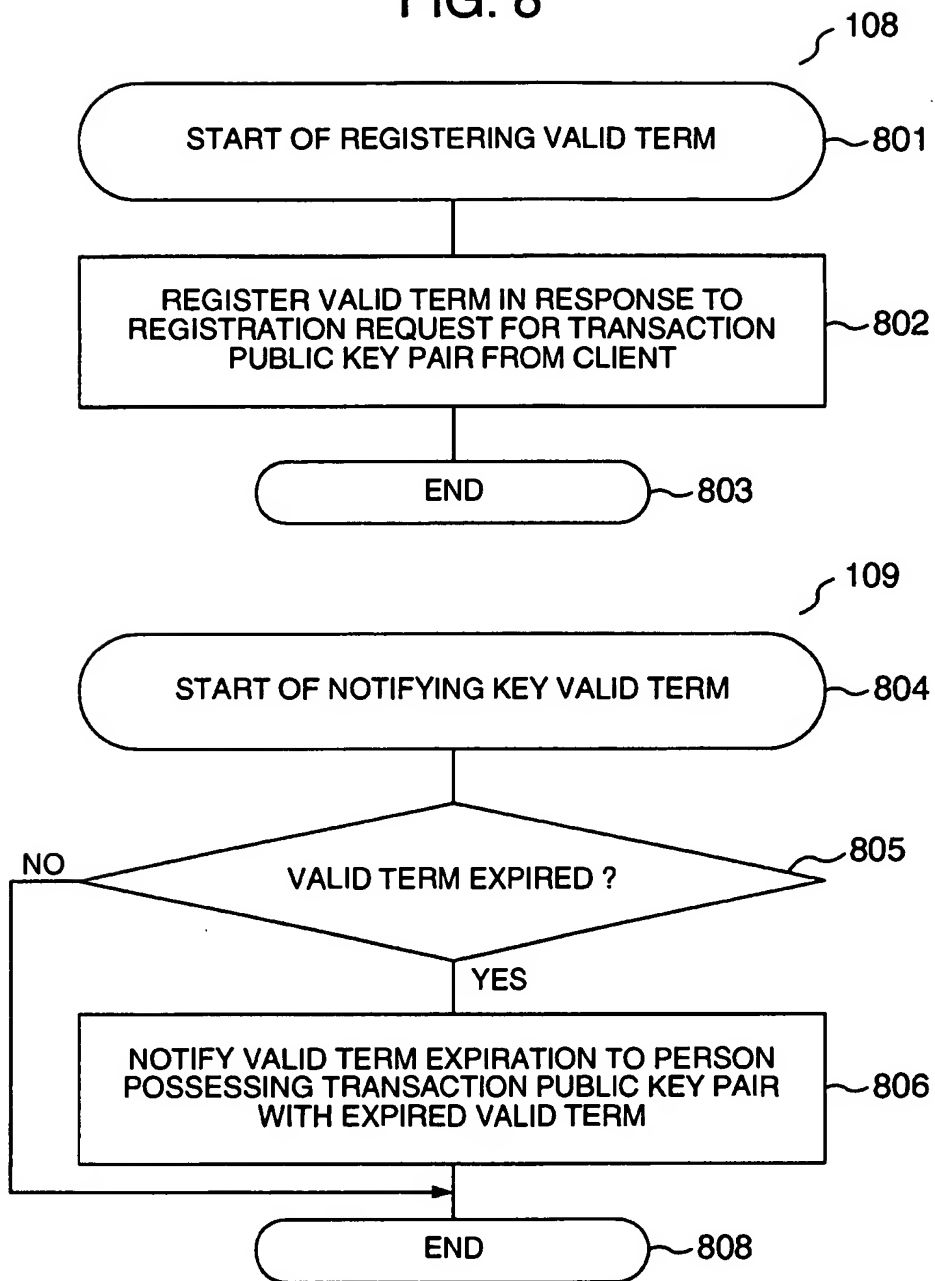 FIG. 8
108
START OF REGISTERING VALID TERM
801
REGISTER VALID TERM IN RESPONSE TO
REGISTRATION REQUEST FOR TRANSACTION
PUBLIC KEY PAIR FROM CLIENT
802
END
803
109
START OF NOTIFYING KEY VALID TERM
804
NO
VALID TERM EXPIRED ?
805
YES
NOTIFY VALID TERM EXPIRATION TO PERSON
POSSESSING TRANSACTION PUBLIC KEY PAIR
WITH EXPIRED VALID TERM
806
END
808